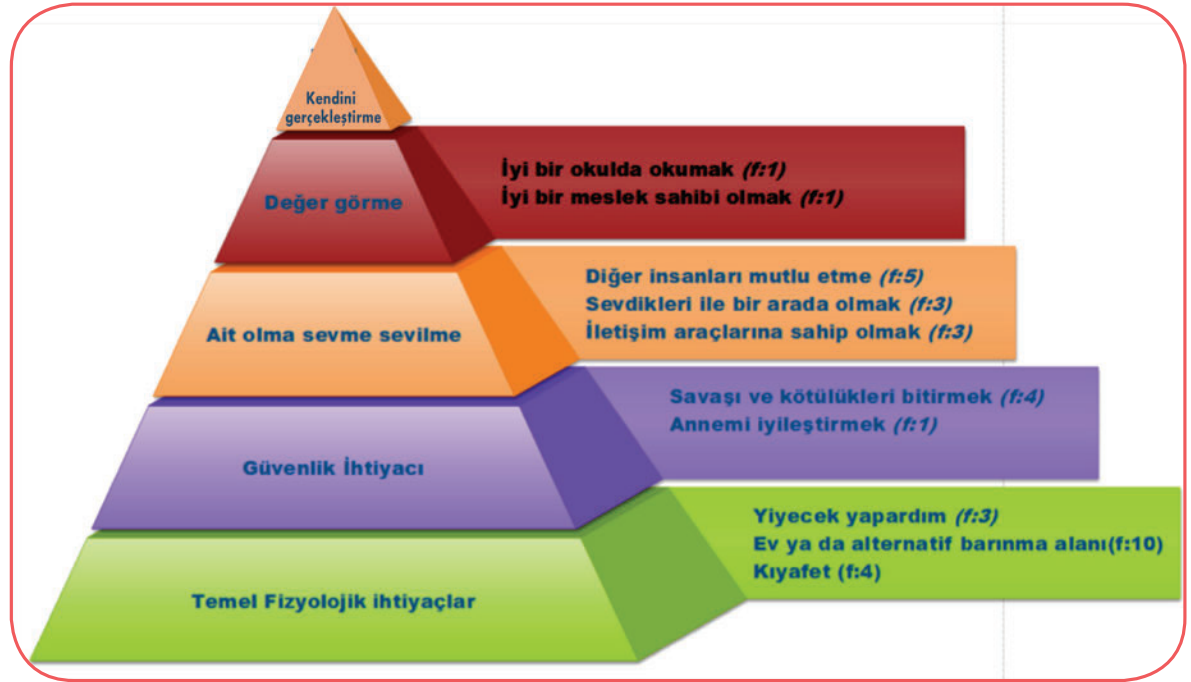 Kendini
gerçekleştirme
Değer görme
İyi bir okulda okumak (f:1)
İyi bir meslek sahibi olmak (f:1)
Ait olma sevme sevilme
Diğer insanları mutlu etme (f:5)
Sevdikleri ile bir arada olmak (f:3)
İletişim araçlarına sahip olmak (f:3)
Güvenlik İhtiyacı
Savaşı ve kötülükleri bitirmek (f:4)
Annemi iyileştirmek (f:1)
Temel Fizyolojik ihtiyaçlar
Yiyecek yapardım (f:3)
Ev ya da alternatif barınma alanı(f:10)
Kıyafet (f:4)